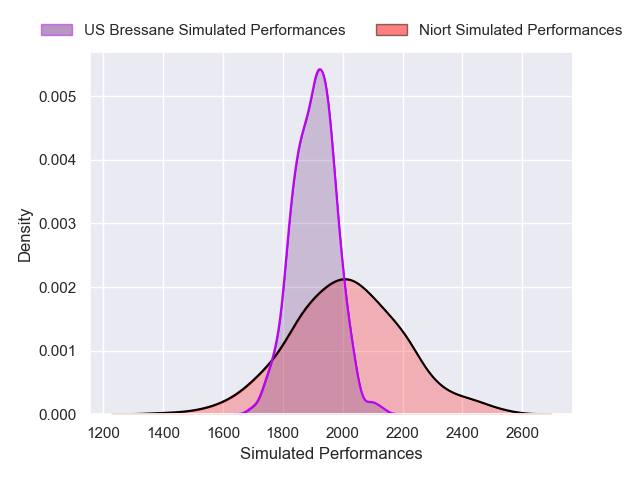 US Bressane Simulated Performances
Niort Simulated Performances
0.005
0.004
0.003
0.002
0.001
0.000
Density
1200 1400 1600 1800 2000 2200 2400 2600
Simulated Performances